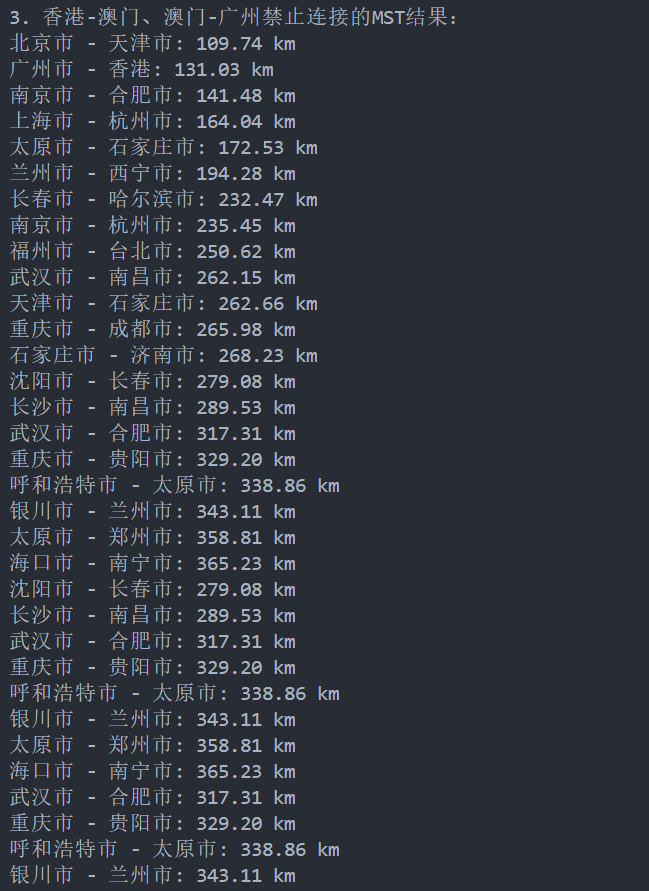 3. 香港-澳门、澳门-广州禁止连接的MST结果:
北京市 - 天津市: 109.74 km
广州市 - 香港: 131.03 km
南京市 - 合肥市: 141.48 km
上海市 - 杭州市: 164.04 km
太原市 - 石家庄市: 172.53 km
兰州市 - 西宁市: 194.28 km
长春市 - 哈尔滨市: 232.47 km
南京市 - 杭州市: 235.45 km
福州市 - 台北市: 250.62 km
武汉市 - 南昌市: 262.15 km
天津市 - 石家庄市: 262.66 km
重庆市 - 成都市: 265.98 km
石家庄市 - 济南市: 268.23 km
沈阳市 - 长春市: 279.08 km
长沙市 - 南昌市: 289.53 km
武汉市 - 合肥市: 317.31 km
重庆市 - 贵阳市: 329.20 km
呼和浩特市 - 太原市: 338.86 km
银川市 - 兰州市: 343.11 km
太原市 - 郑州市: 358.81 km
海口市 - 南宁市: 365.23 km
沈阳市 - 长春市: 279.08 km
长沙市 - 南昌市: 289.53 km
武汉市 - 合肥市: 317.31 km
重庆市 - 贵阳市: 329.20 km
呼和浩特市 - 太原市: 338.86 km
银川市 - 兰州市: 343.11 km
太原市 - 郑州市: 358.81 km
海口市 - 南宁市: 365.23 km
武汉市 - 合肥市: 317.31 km
重庆市 - 贵阳市: 329.20 km
呼和浩特市 - 太原市: 338.86 km
银川市 - 兰州市: 343.11 km